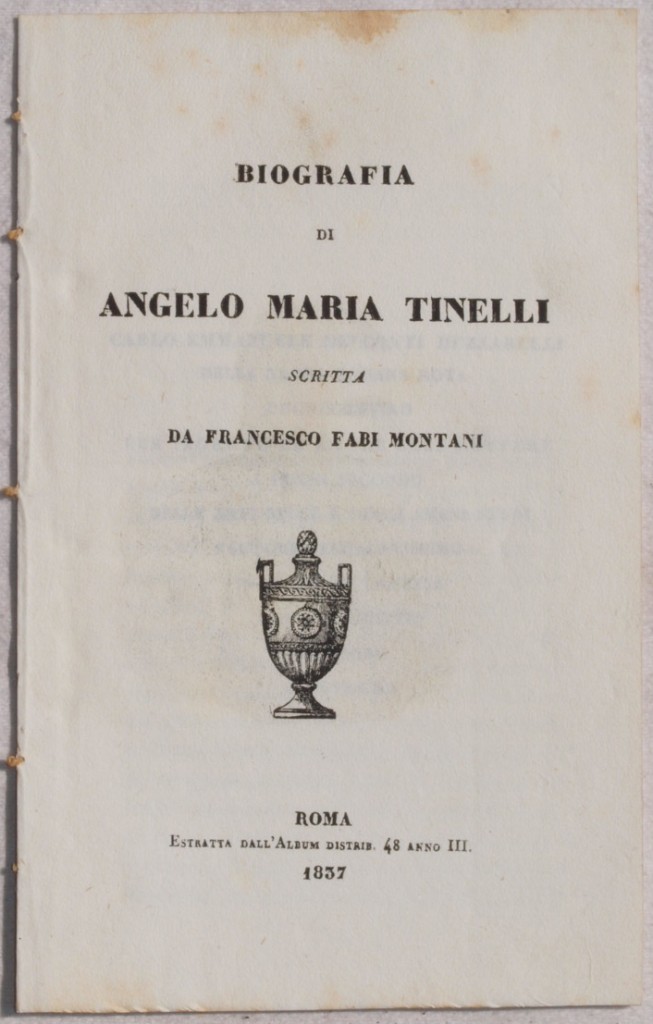 BIOGRAFIA
DI
ANGELO MARIA TINELLI
SCRITTA
DA FRANCESCO FABI MONTANI
ROMA
ESTRATTA DALL'ALBUM DISTRIB. 48 ANNO III.
1837